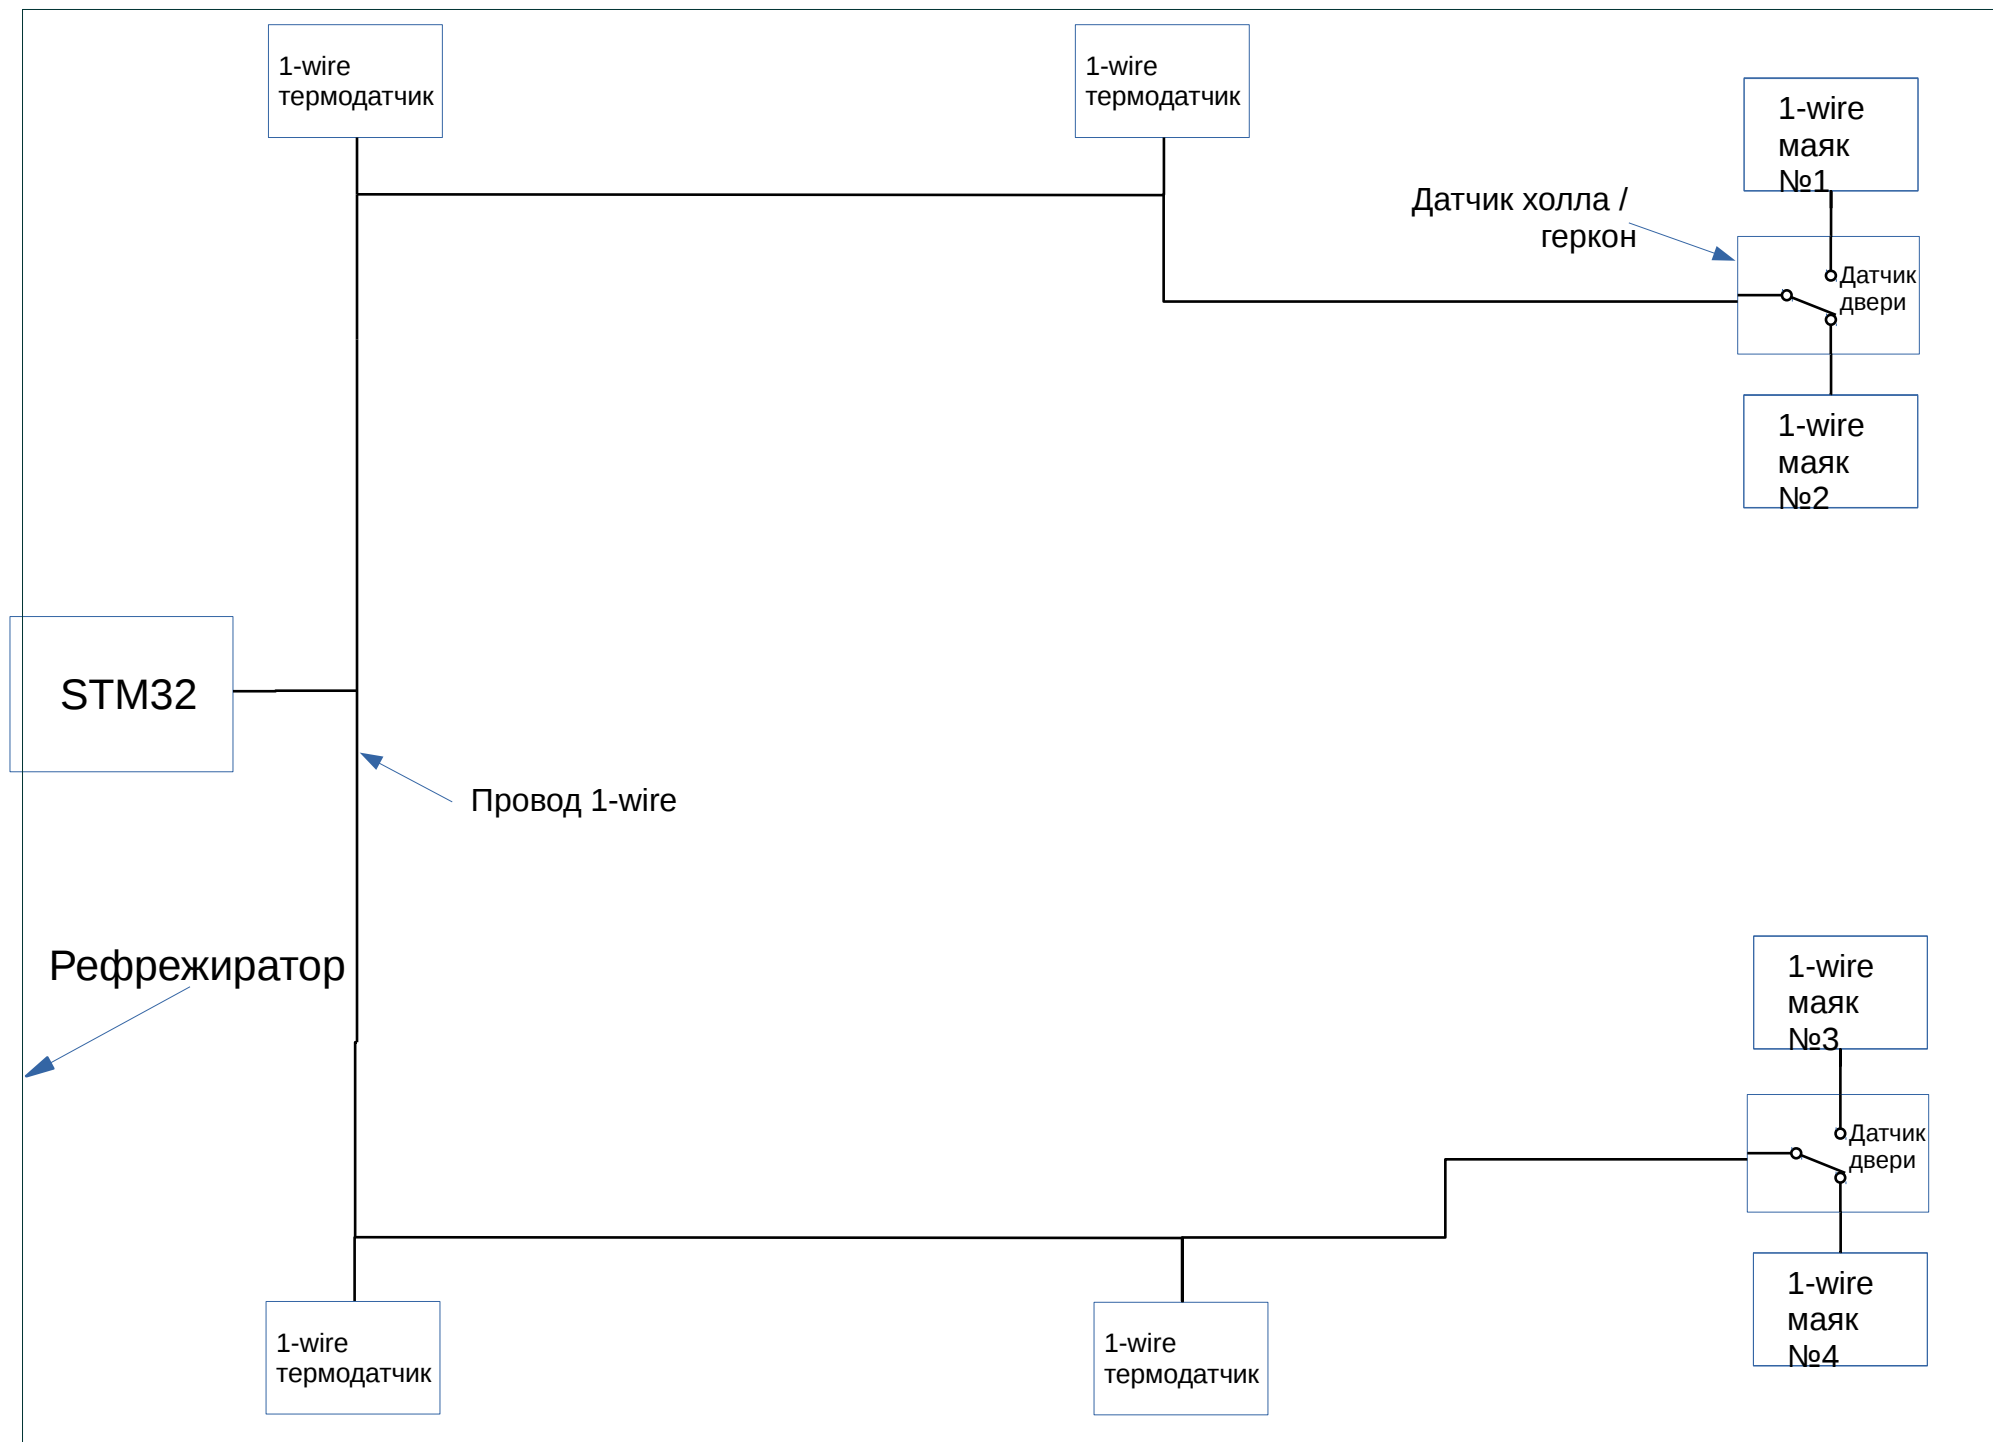 1-wire
термодатчик
1-wire
термодатчик
1-wire
маяк
№1
Датчик холла /
геркон
Датчик
двери
1-wire
маяк
№2
STM32
Провод 1-wire
Рефрежиратор
1-wire
маяк
№3
Датчик
двери
1-wire
маяк
№4
1-wire
термодатчик
1-wire
термодатчик